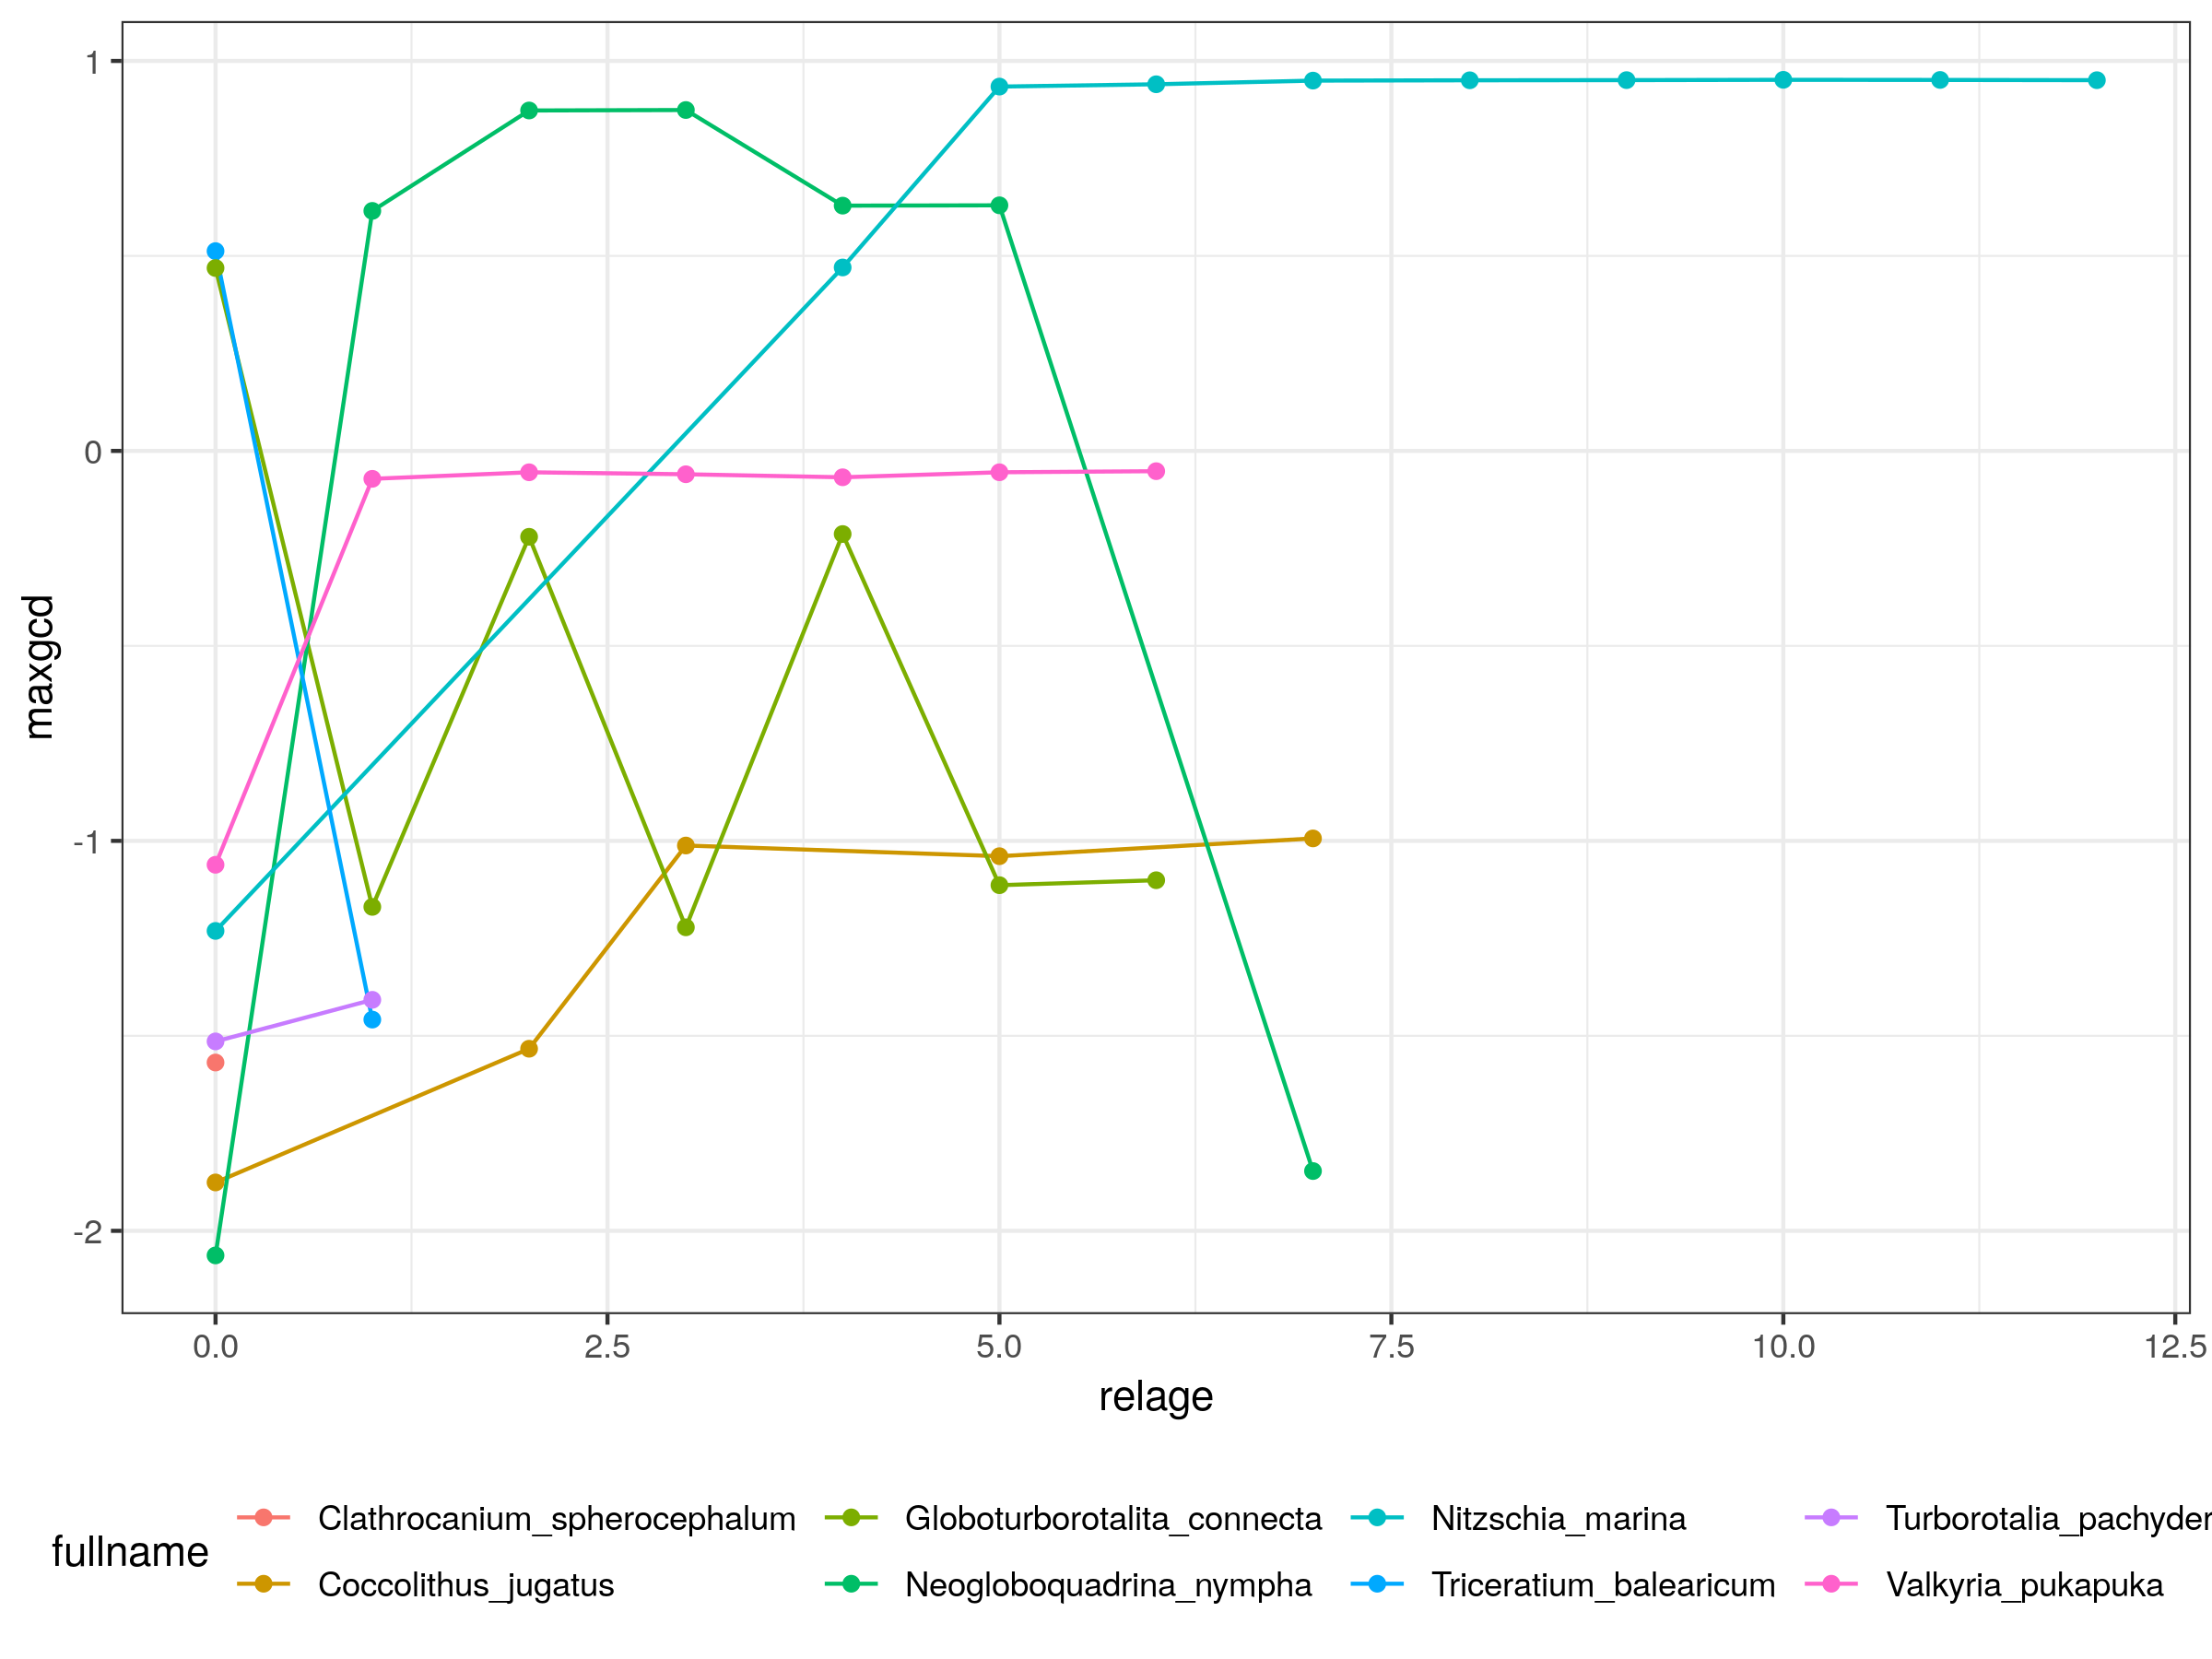 1
0
-1
-2
maxgcd
0.0 2.5 5.0 7.5 10.0 12.5
relage
fullname
Clathrocanium_spherocephalum Globoturborotalita_connecta Nitzschia_marina Turborotalia_pachyder
Coccolithus_jugatus Neogloboquadrina_nympha Triceratium_balearicum Valkyria_pukapuka